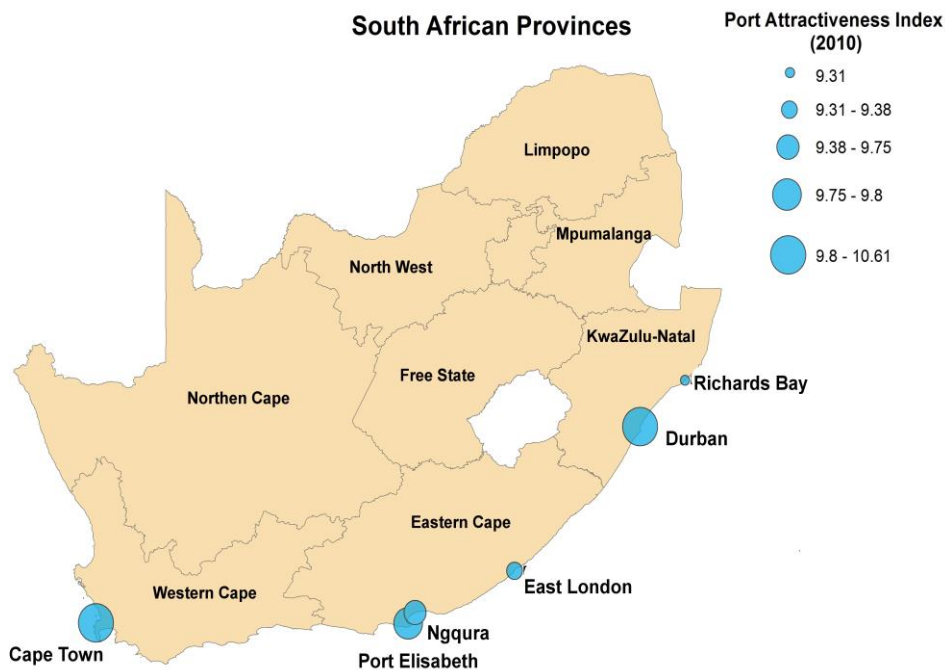 South African Provinces
Port Attractiveness Index
(2010)
9.31
9.31 - 9.38
9.38 - 9.75
9.75 - 9.8
9.8 - 10.61
Limpopo
Mpumalanga
North West
KwaZulu-Natal
Free State
Richards Bay
Northen Cape
Durban
Eastern Cape
East London
Western Cape
Ngqura
Cape Town
Port Elisabeth